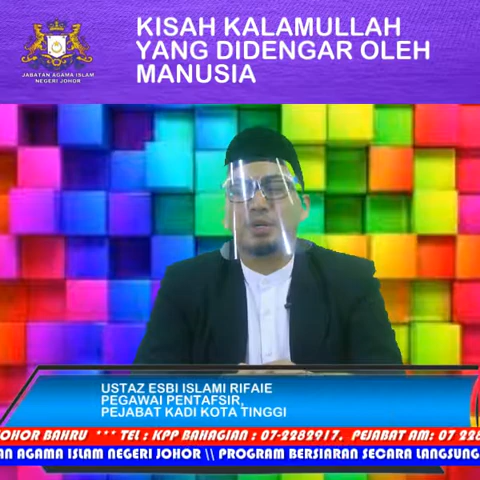 KISAH KALAMULLAH
YANG DIDENGAR OLEH
MANUSIA
JABATAN AGAMA ISLAM
NEGERI JOHOR
USTAZ ESBI ISLAMI RIFAIE
PEGAWAI PENTAFSIR,
PEJABAT KADI KOTA TINGGI
JOHOR BAHRU *** TEL : KPP BAHAGIAN : 07-2282917, PEJABAT AM: 07 228
AN AGAMA ISLAM NEGERI JOHOR \\ PROGRAM BERSIARAN SECARA LANGSUNG